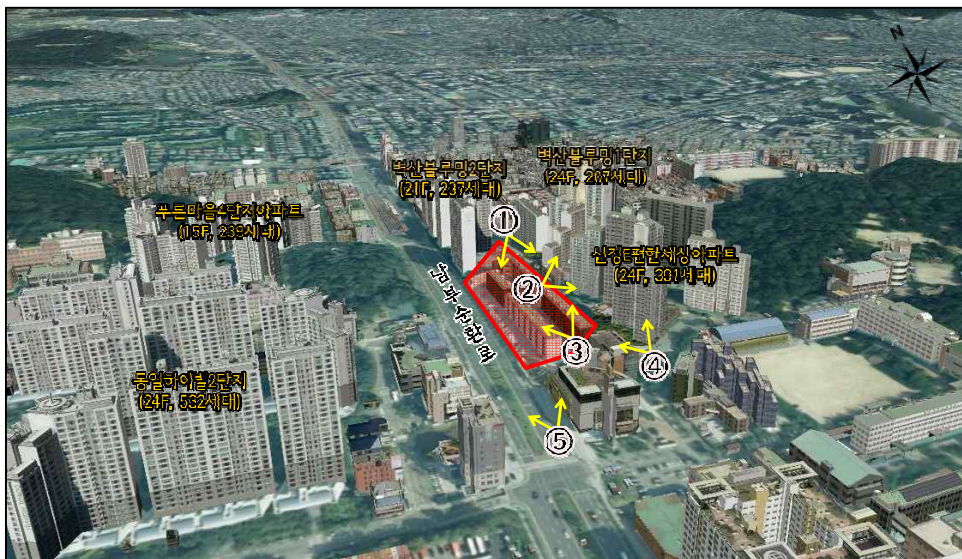 N
벽산블루밍2단지
(21F, 237세대)
벽산블루밍1단지
(24F, 207세대)
푸른마을4단지아파트
(15F, 239세대)
①
신정E편한세상아파트
(24F, 381세대)
②
남부순환로
③
④
동일하이빌2단지
(24F, 532세대)
⑤